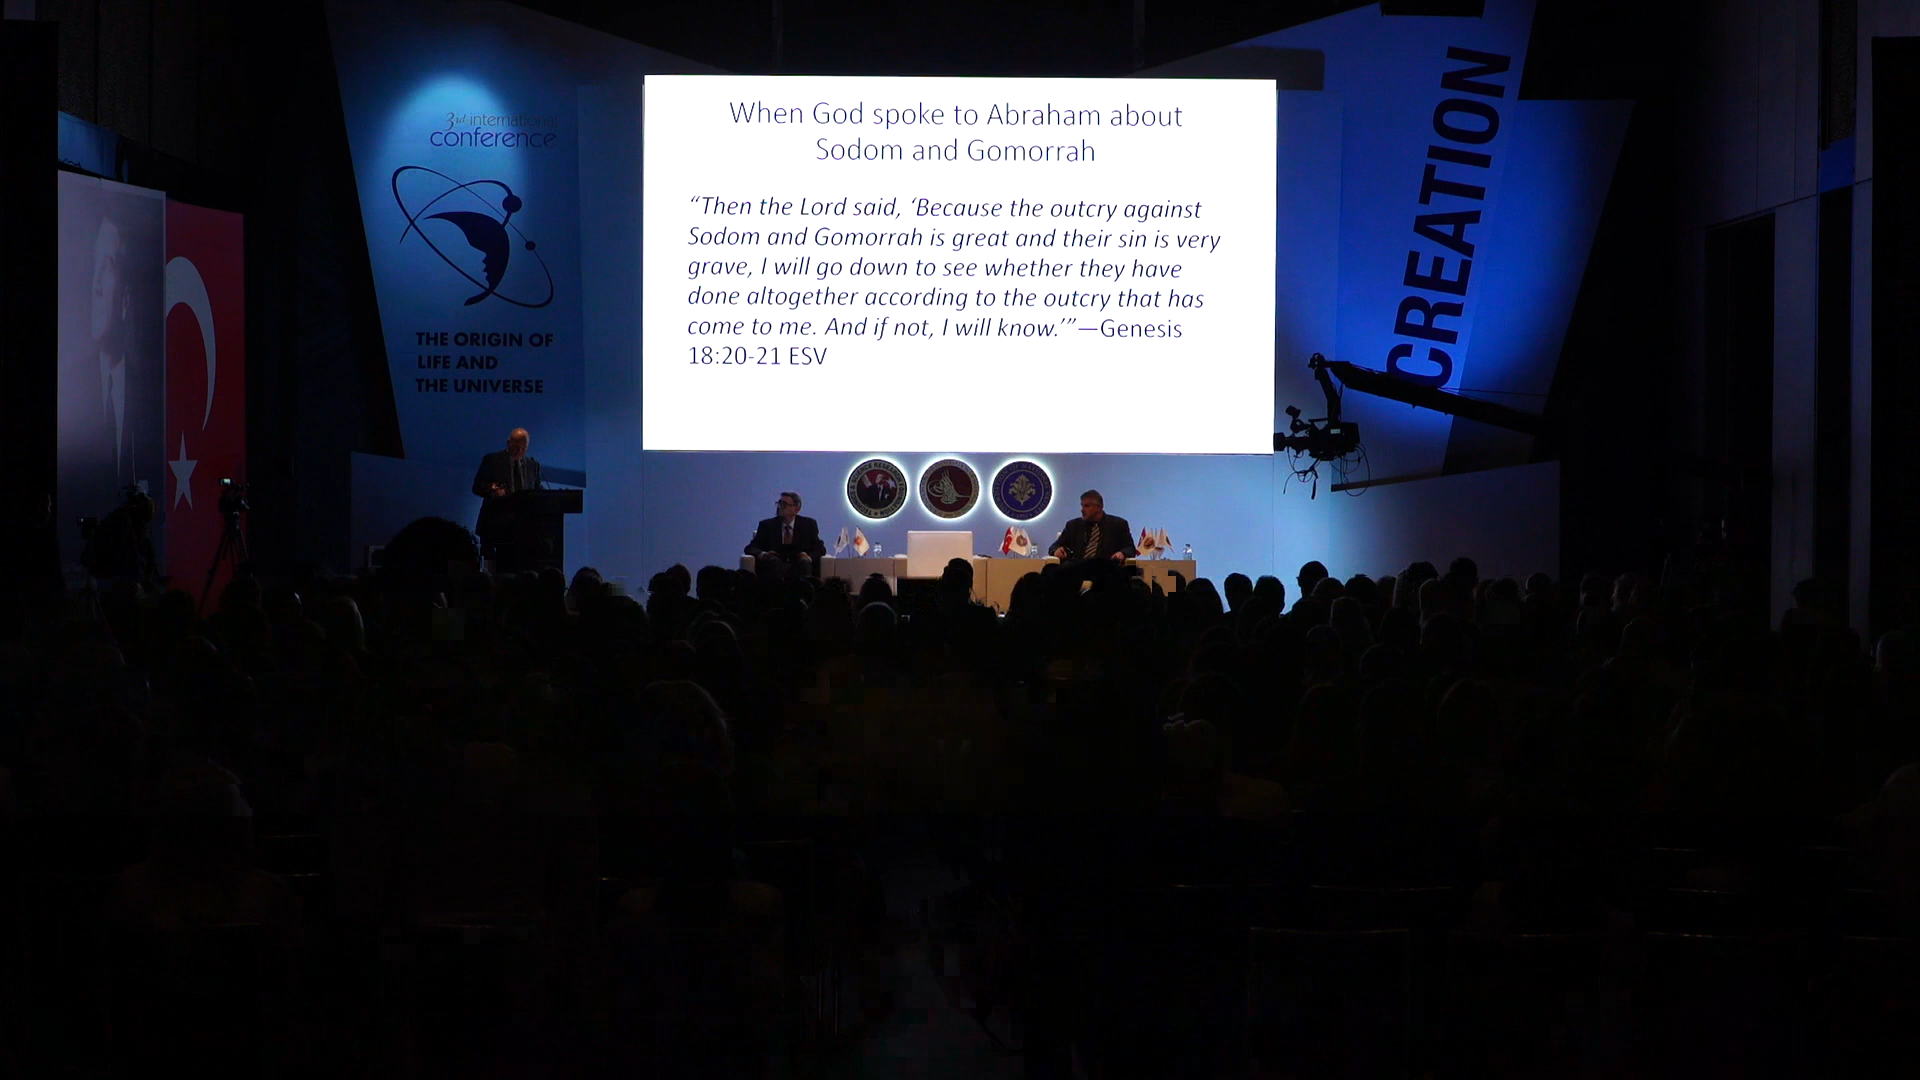 3rd international
conference
THE ORIGIN OF
LIFE AND
THE UNIVERSE
When God spoke to Abraham about
Sodom and Gomorrah
“Then the Lord said, ‘Because the outcry against
Sodom and Gomorrah is great and their sin is very
grave, I will go down to see whether they have
done altogether according to the outcry that has
come to me. And if not, I will know.’”—Genesis
18:20-21 ESV
CREATION